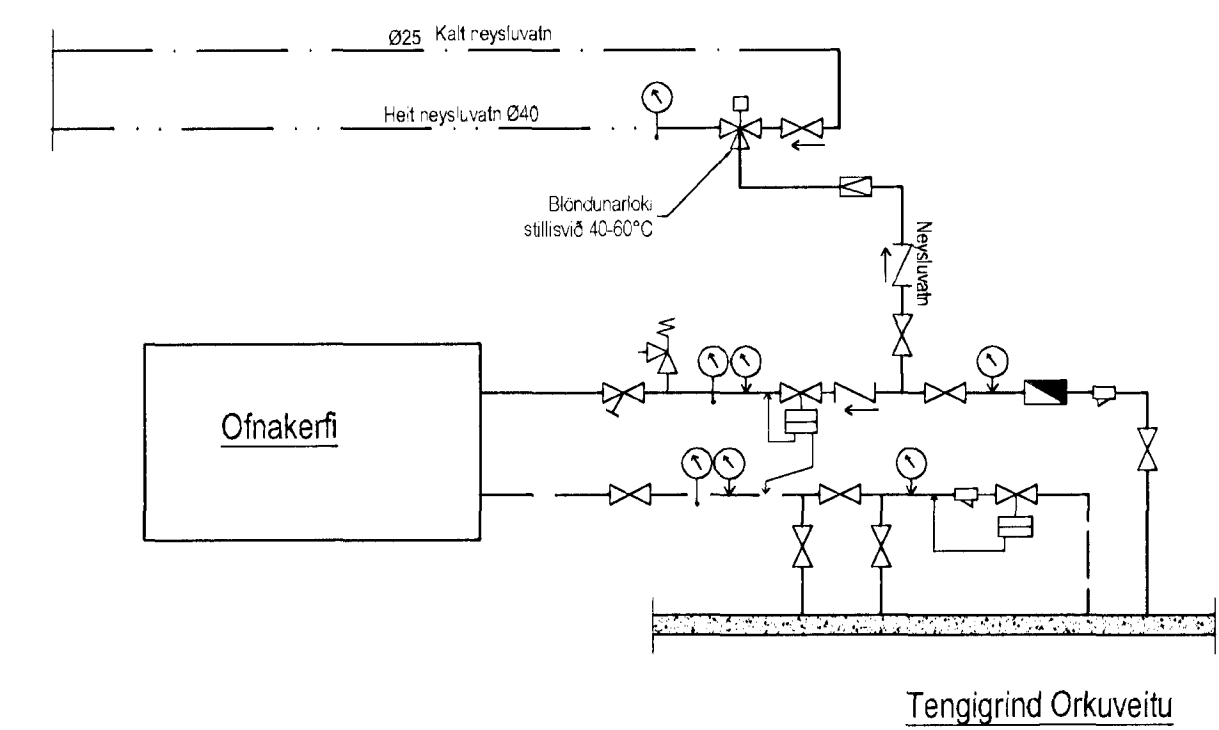 Ø25 Kalt neysluvatn
Heit neysluvatn Ø40
Blöndunarloki
stillisvið 40-60°C
Neysluvatn
Ofnakerfi
Tengigrind Orkuveitu